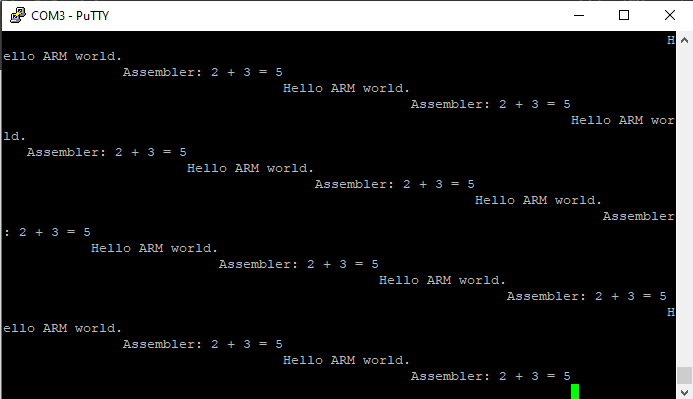 COM3 - PuTTY
H
ello ARM world.
Assembler: 2 + 3 = 5
Hello ARM world.
Assembler: 2 + 3 = 5
Hello ARM wor
ld.
Assembler: 2 + 3 = 5
Hello ARM world.
Assembler: 2 + 3 = 5
Hello ARM world.
Assembler
: 2 + 3 = 5
Hello ARM world.
Assembler: 2 + 3 = 5
Hello ARM world.
Assembler: 2 + 3 = 5
H
ello ARM world.
Assembler: 2 + 3 = 5
Hello ARM world.
Assembler: 2 + 3 = 5